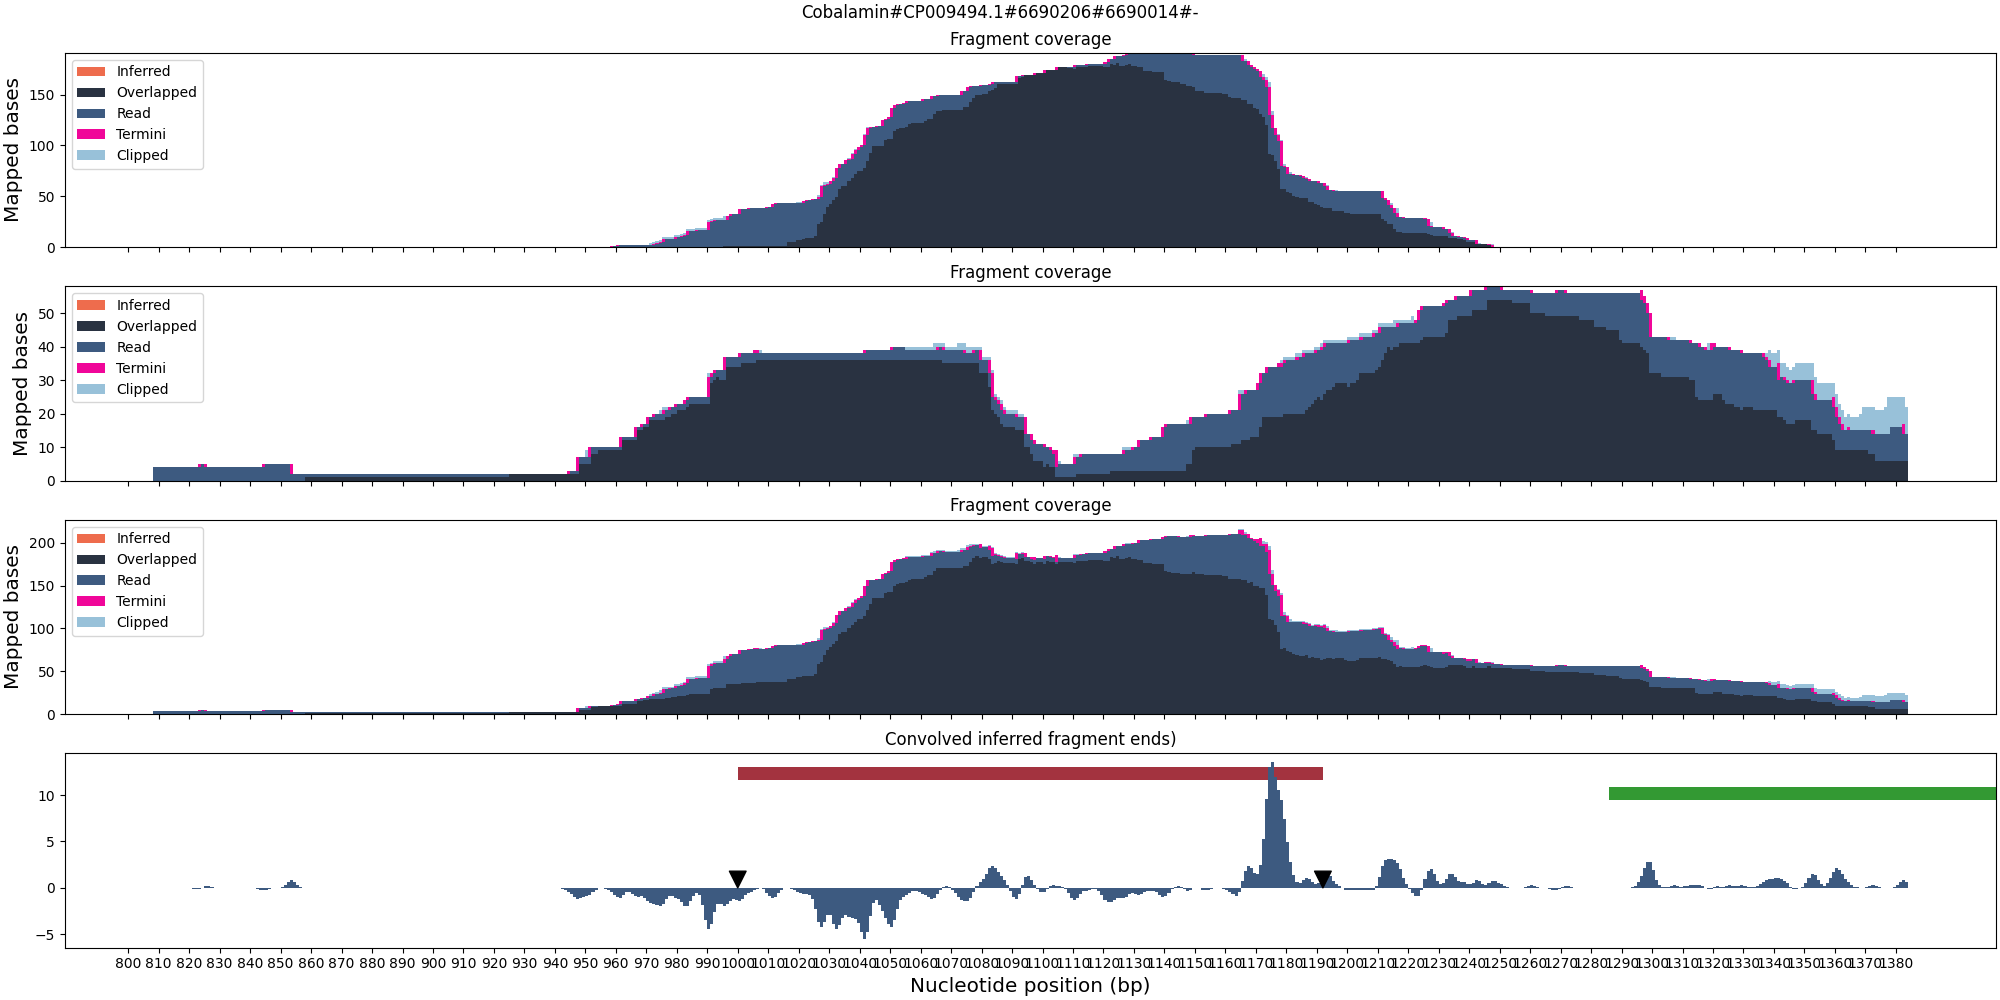 Cobalamin#CP009494.1#6690206#6690014#-
Fragment coverage
Mapped bases
150
100
50
0
Inferred
Overlapped
Read
Termini
Clipped
Fragment coverage
Mapped bases
50
40
30
20
10
0
Inferred
Overlapped
Read
Termini
Clipped
Fragment coverage
Mapped bases
200
150
100
50
0
Inferred
Overlapped
Read
Termini
Clipped
Convolved inferred fragment ends)
10
5
0
−5
800 810 820 830 840 850 860 870 880 890 900 910 920 930 940 950 960 970 980 990 1000 1010 1020 1030 1040 1050 1060 1070 1080 1090 1100 1110 1120 1130 1140 1150 1160 1170 1180 1190 1200 1210 1220 1230 1240 1250 1260 1270 1280 1290 1300 1310 1320 1330 1340 1350 1360 1370 1380
Nucleotide position (bp)